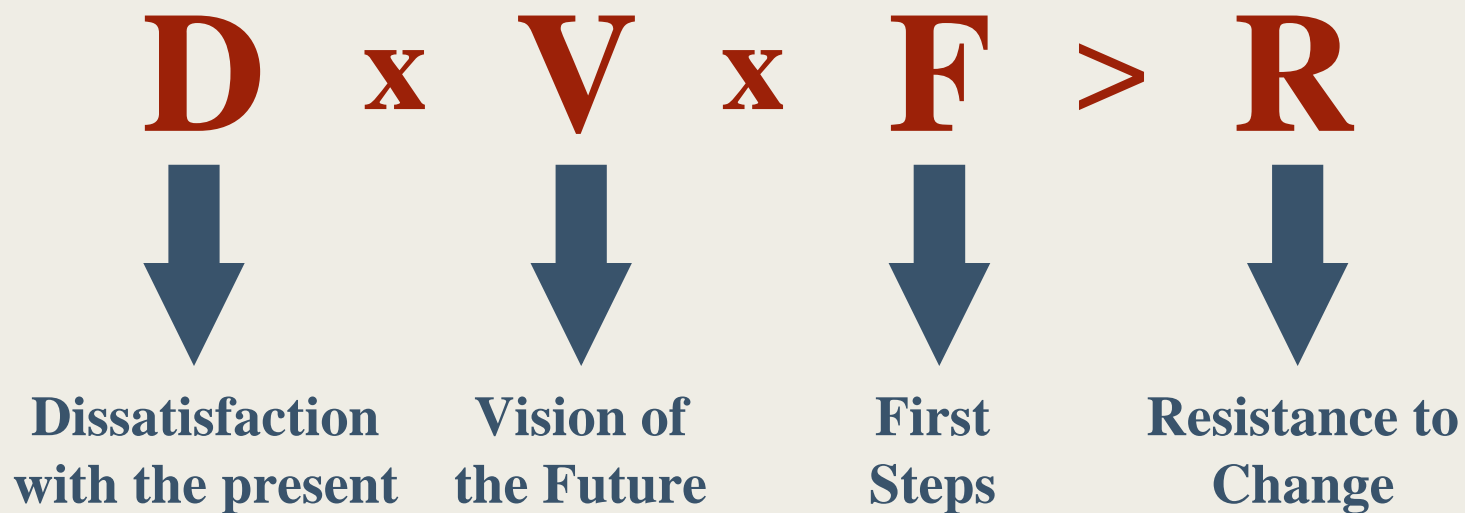 D x V x F > R
Dissatisfaction with the present
Vision of the Future
First Steps
Resistance to Change